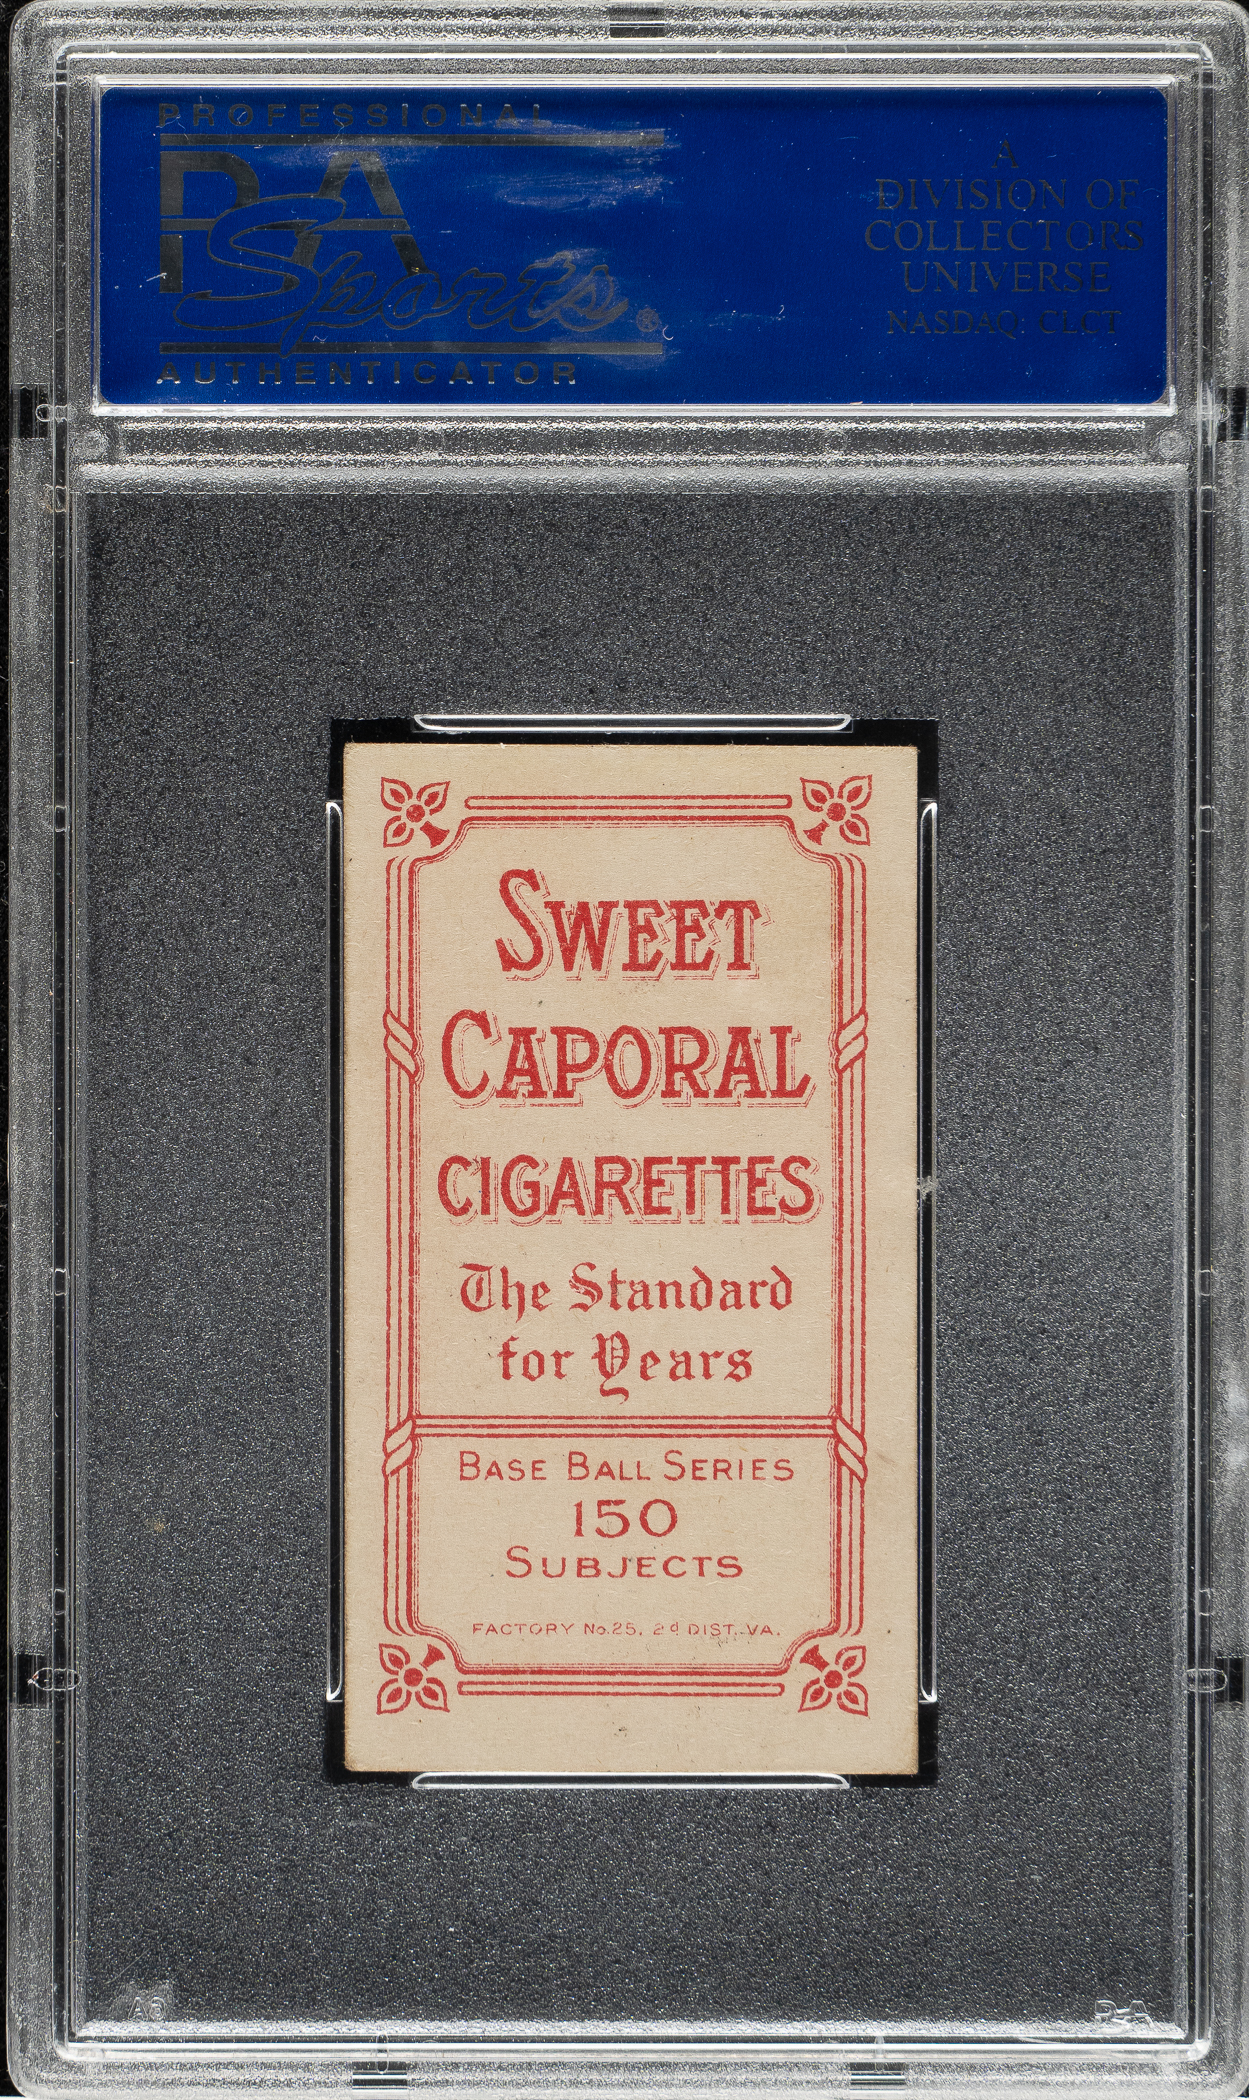 PROFESSIONAL
PSA
Sports®
AUTHENTICATOR
A
DIVISION OF
COLLECTORS
UNIVERSE
NASDAQ: CLCT
SWEET
CAPORAL
CIGARETTES
The Standard
for Years
BASE BALL SERIES
150
SUBJECTS
FACTORY No. 25, 2d DIST. VA.